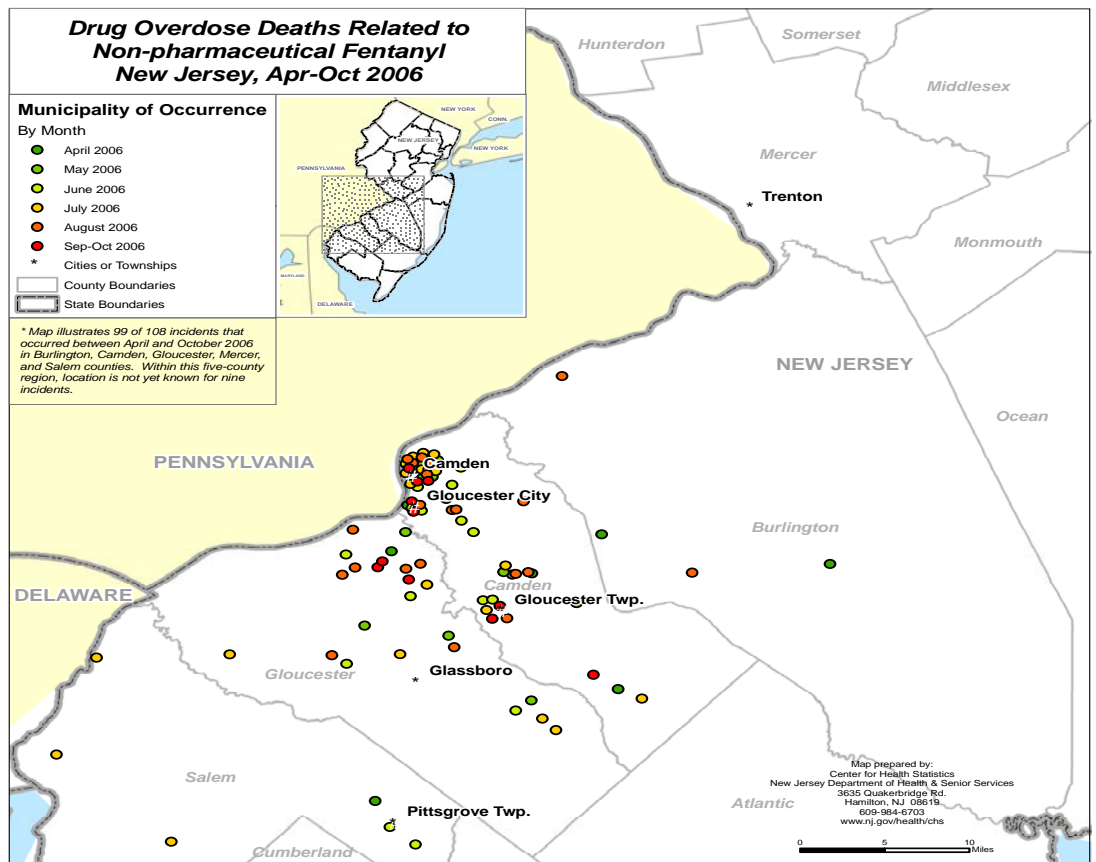 Drug Overdose Deaths Related to
Non-pharmaceutical Fentanyl
New Jersey, Apr-Oct 2006
Municipality of Occurrence
By Month
April 2006
May 2006
June 2006
July 2006
August 2006
Sep-Oct 2006
* Cities or Townships
County Boundaries
State Boundaries
NEW YORK
CONN.
NEW JERSEY
NEW YORK
PENNSYLVANIA
MARYLAND
DELAWARE
* Map illustrates 99 of 108 incidents that
occurred between April and October 2006
in Burlington, Camden, Gloucester, Mercer,
and Salem counties. Within this five-county
region, location is not yet known for nine
incidents.
Hunterdon
Somerset
Middlesex
Mercer
* Trenton
Monmouth
NEW JERSEY
Ocean
PENNSYLVANIA
Camden
Gloucester City
Burlington
DELAWARE
Camden
Gloucester Twp.
Glassboro
*
Gloucester
Salem
Pittsgrove Twp.
Atlantic
Cumberland
Map prepared by:
Center for Health Statistics
New Jersey Department of Health & Senior Services
3635 Quakerbridge Rd.
Hamilton, NJ 08619
609-984-6703
www.nj.gov/health/chs
0 5 10
Miles